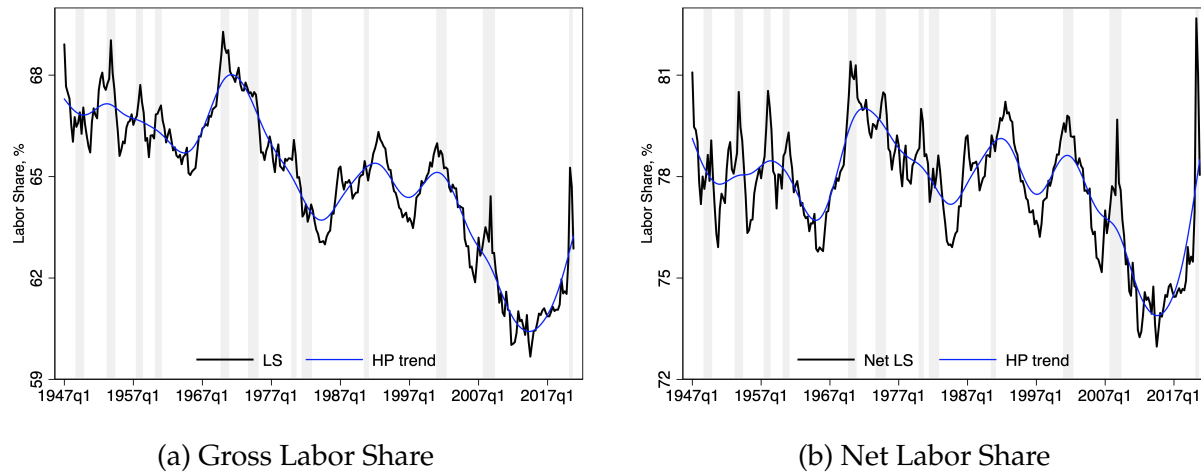 Labor Share, %
68
65
62
59
LS HP trend
1947q1 1957q1 1967q1 1977q1 1987q1 1997q1 2007q1 2017q1
(a) Gross Labor Share
Labor Share, %
81
78
75
72
Net LS HP trend
1947q1 1957q1 1967q1 1977q1 1987q1 1997q1 2007q1 2017q1
(b) Net Labor Share